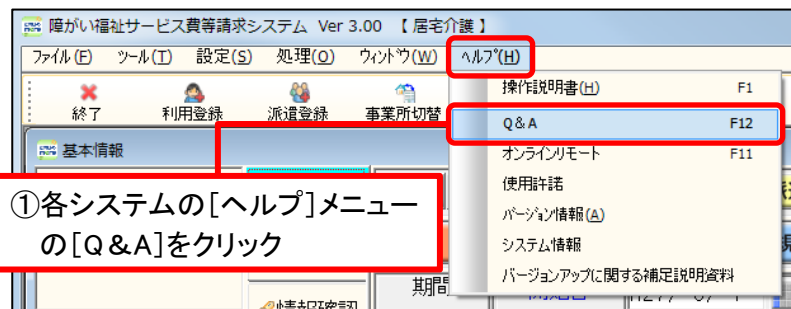 障がい福祉サービス費等請求システム Ver 3.00 【居宅介護】
ファイル(F) ツール(T) 設定(S) 処理(O) ウィンドウ(W) ヘルプ(H)
終了 利用登録 派遣登録 事業所切替
操作説明書(H) F1
Q&A F12
オンラインリモート F11
使用許諾
バージョン情報(A)
システム情報
バージョンアップに関する補足説明資料
基本情報
①各システムの[ヘルプ]メニュー
の[Q&A]をクリック
期間